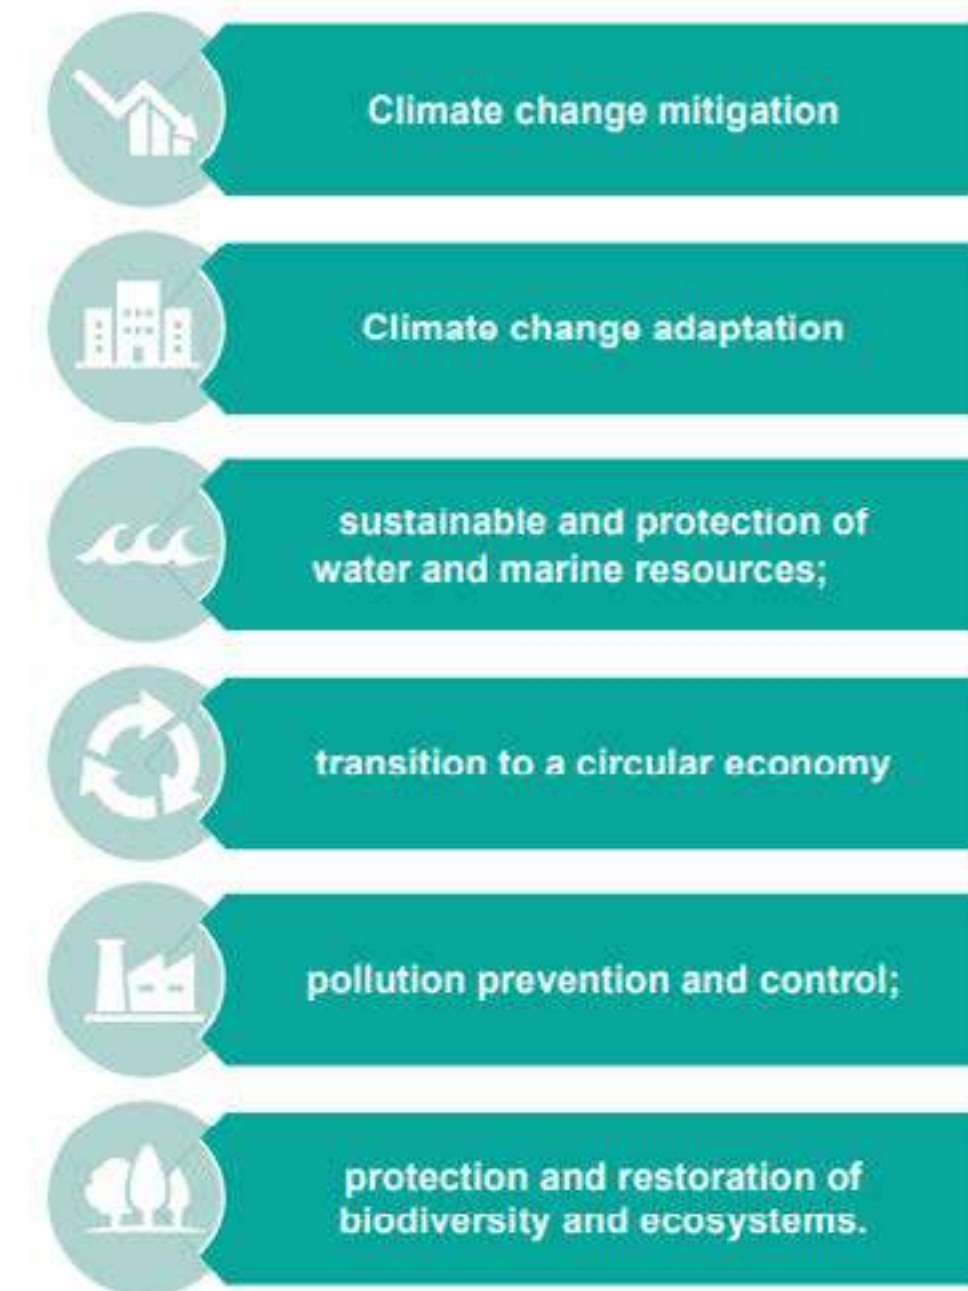 Climate change mitigation
Climate change adaptation
sustainable and protection of
water and marine resources;
transition to a circular economy
pollution prevention and control;
protection and restoration of
biodiversity and ecosystems.